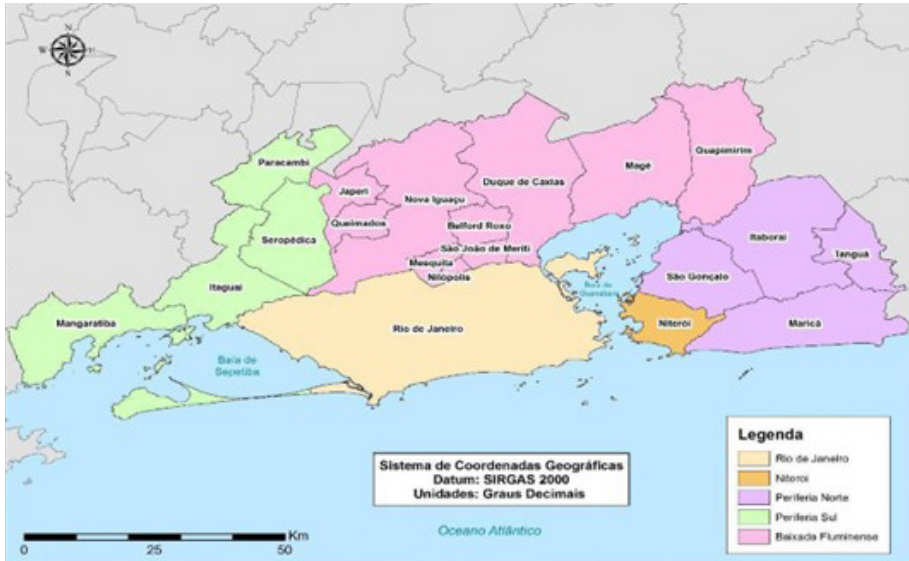 N
W
E
S
Paracambi
Guapimirim
Magé
Japeri
Duque de Caxias
Nova Iguaçu
Queimados
Belford Roxo
Seropédica
Itaboraí
São João de Meriti
Tanguá
Mesquita
São Gonçalo
Nilópolis
Itaguaí
Baía de
Guanabara
Mangaratiba
Rio de Janeiro
Niterói
Maricá
Baía de
Sepetiba
Sistema de Coordenadas Geográficas
Datum: SIRGAS 2000
Unidades: Graus Decimais
Legenda
Rio de Janeiro
Niteroi
Periferia Norte
Periferia Sul
Baixada Fluminense
Oceano Atlântico
Km
0
25
50